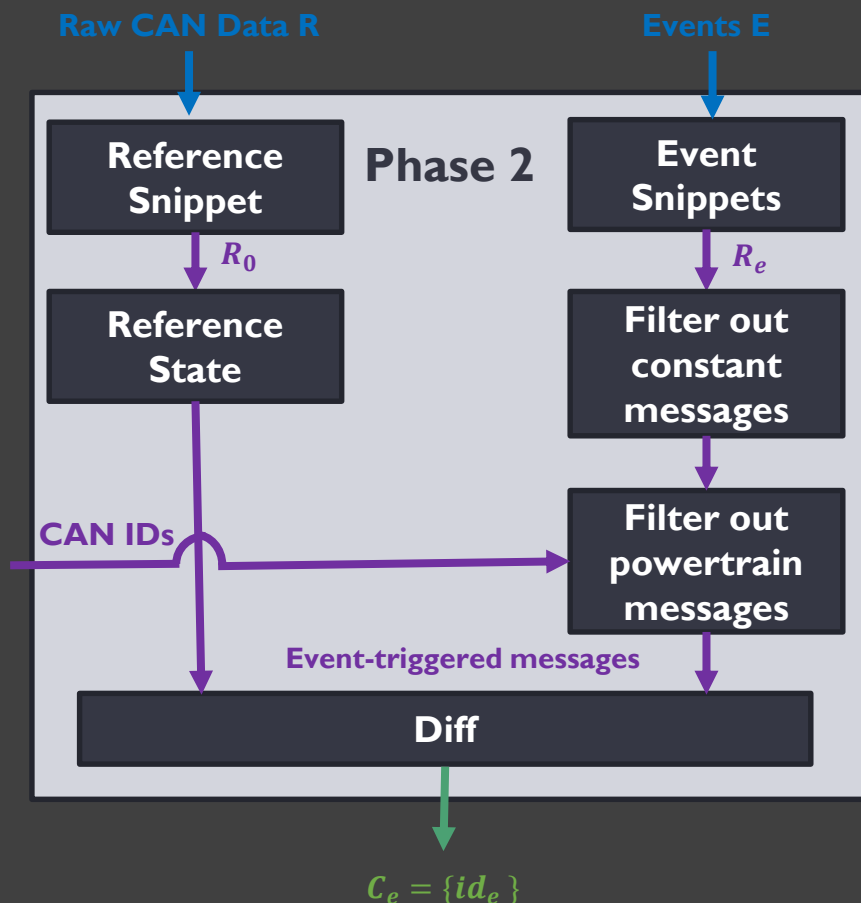 Raw CAN Data R
Events E
Phase 2
Reference
Snippet
Event
Snippets
R₀
Rₑ
Reference
State
Filter out
constant
messages
CAN IDs
Filter out
powertrain
messages
Event-triggered messages
Diff
Cₑ = {idₑ }